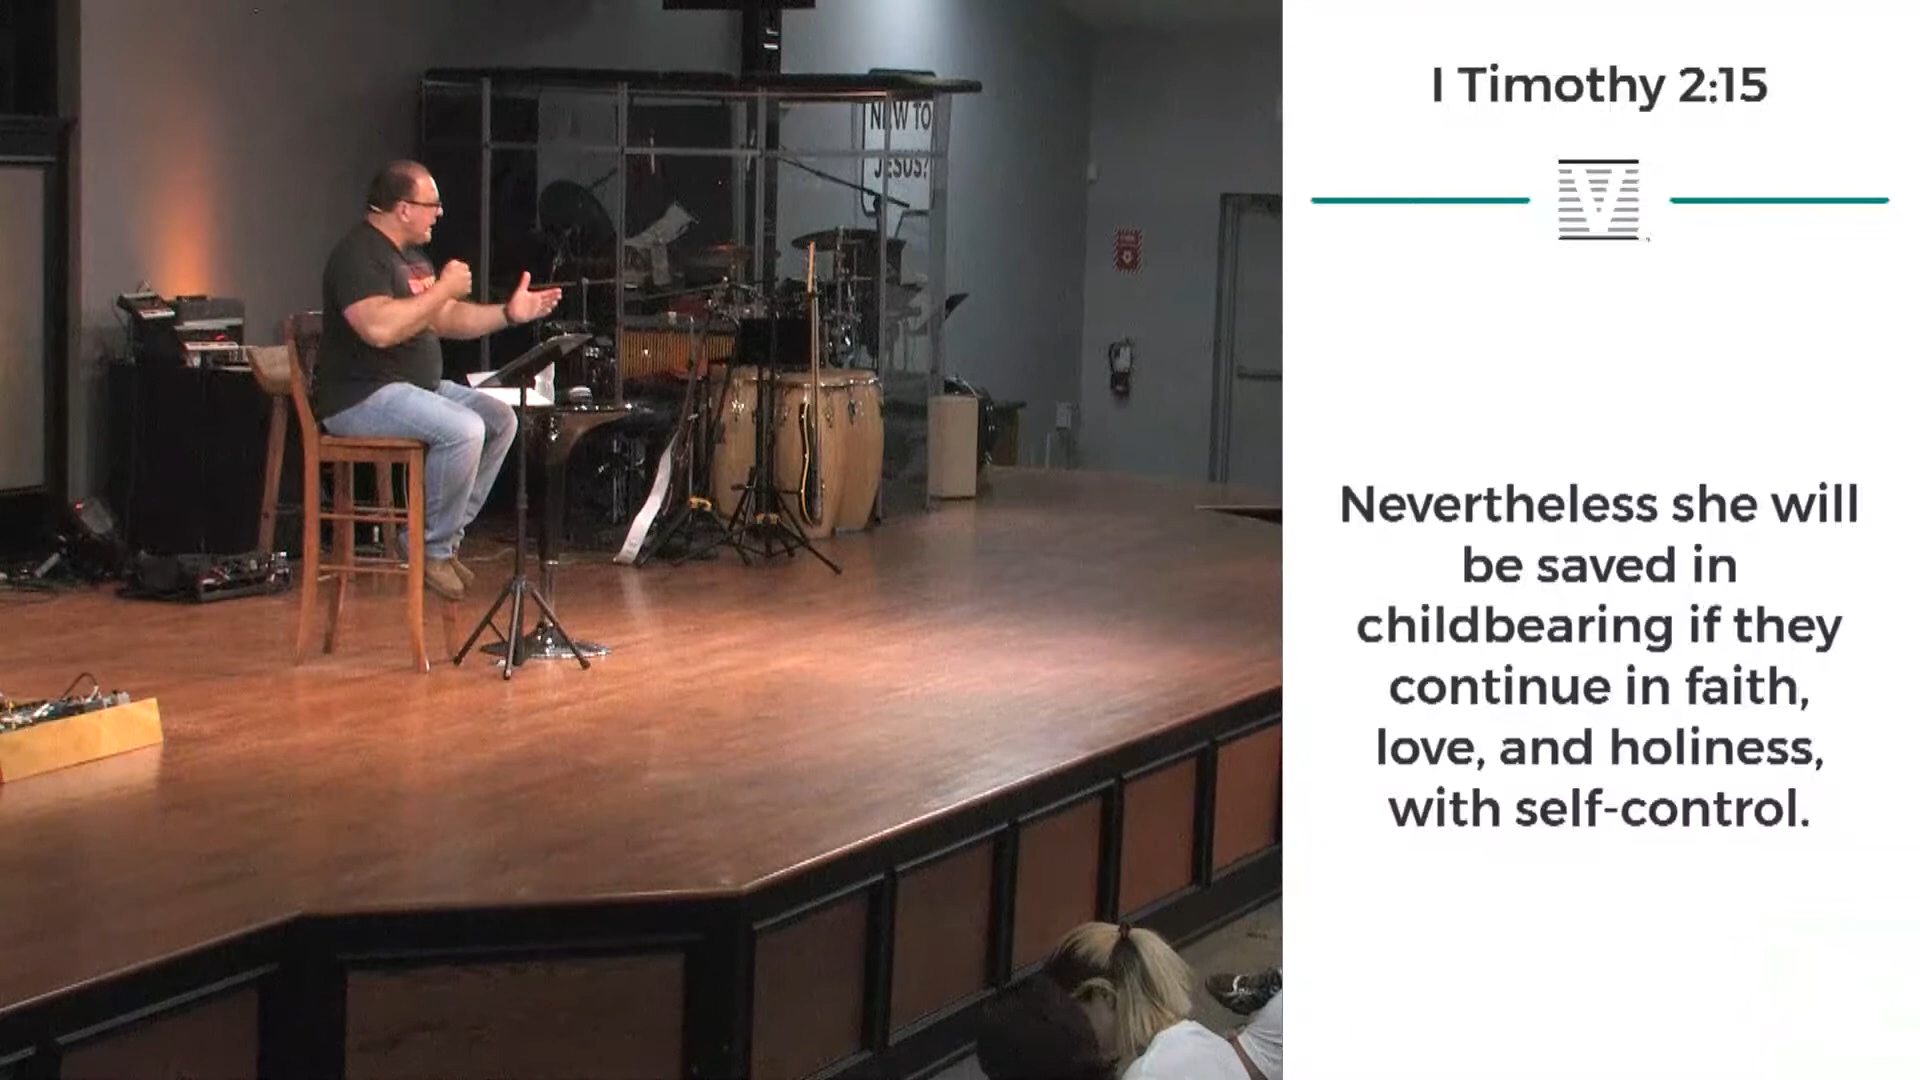 NEW TO
JESUS?
I Timothy 2:15
V
Nevertheless she will
be saved in
childbearing if they
continue in faith,
love, and holiness,
with self-control.